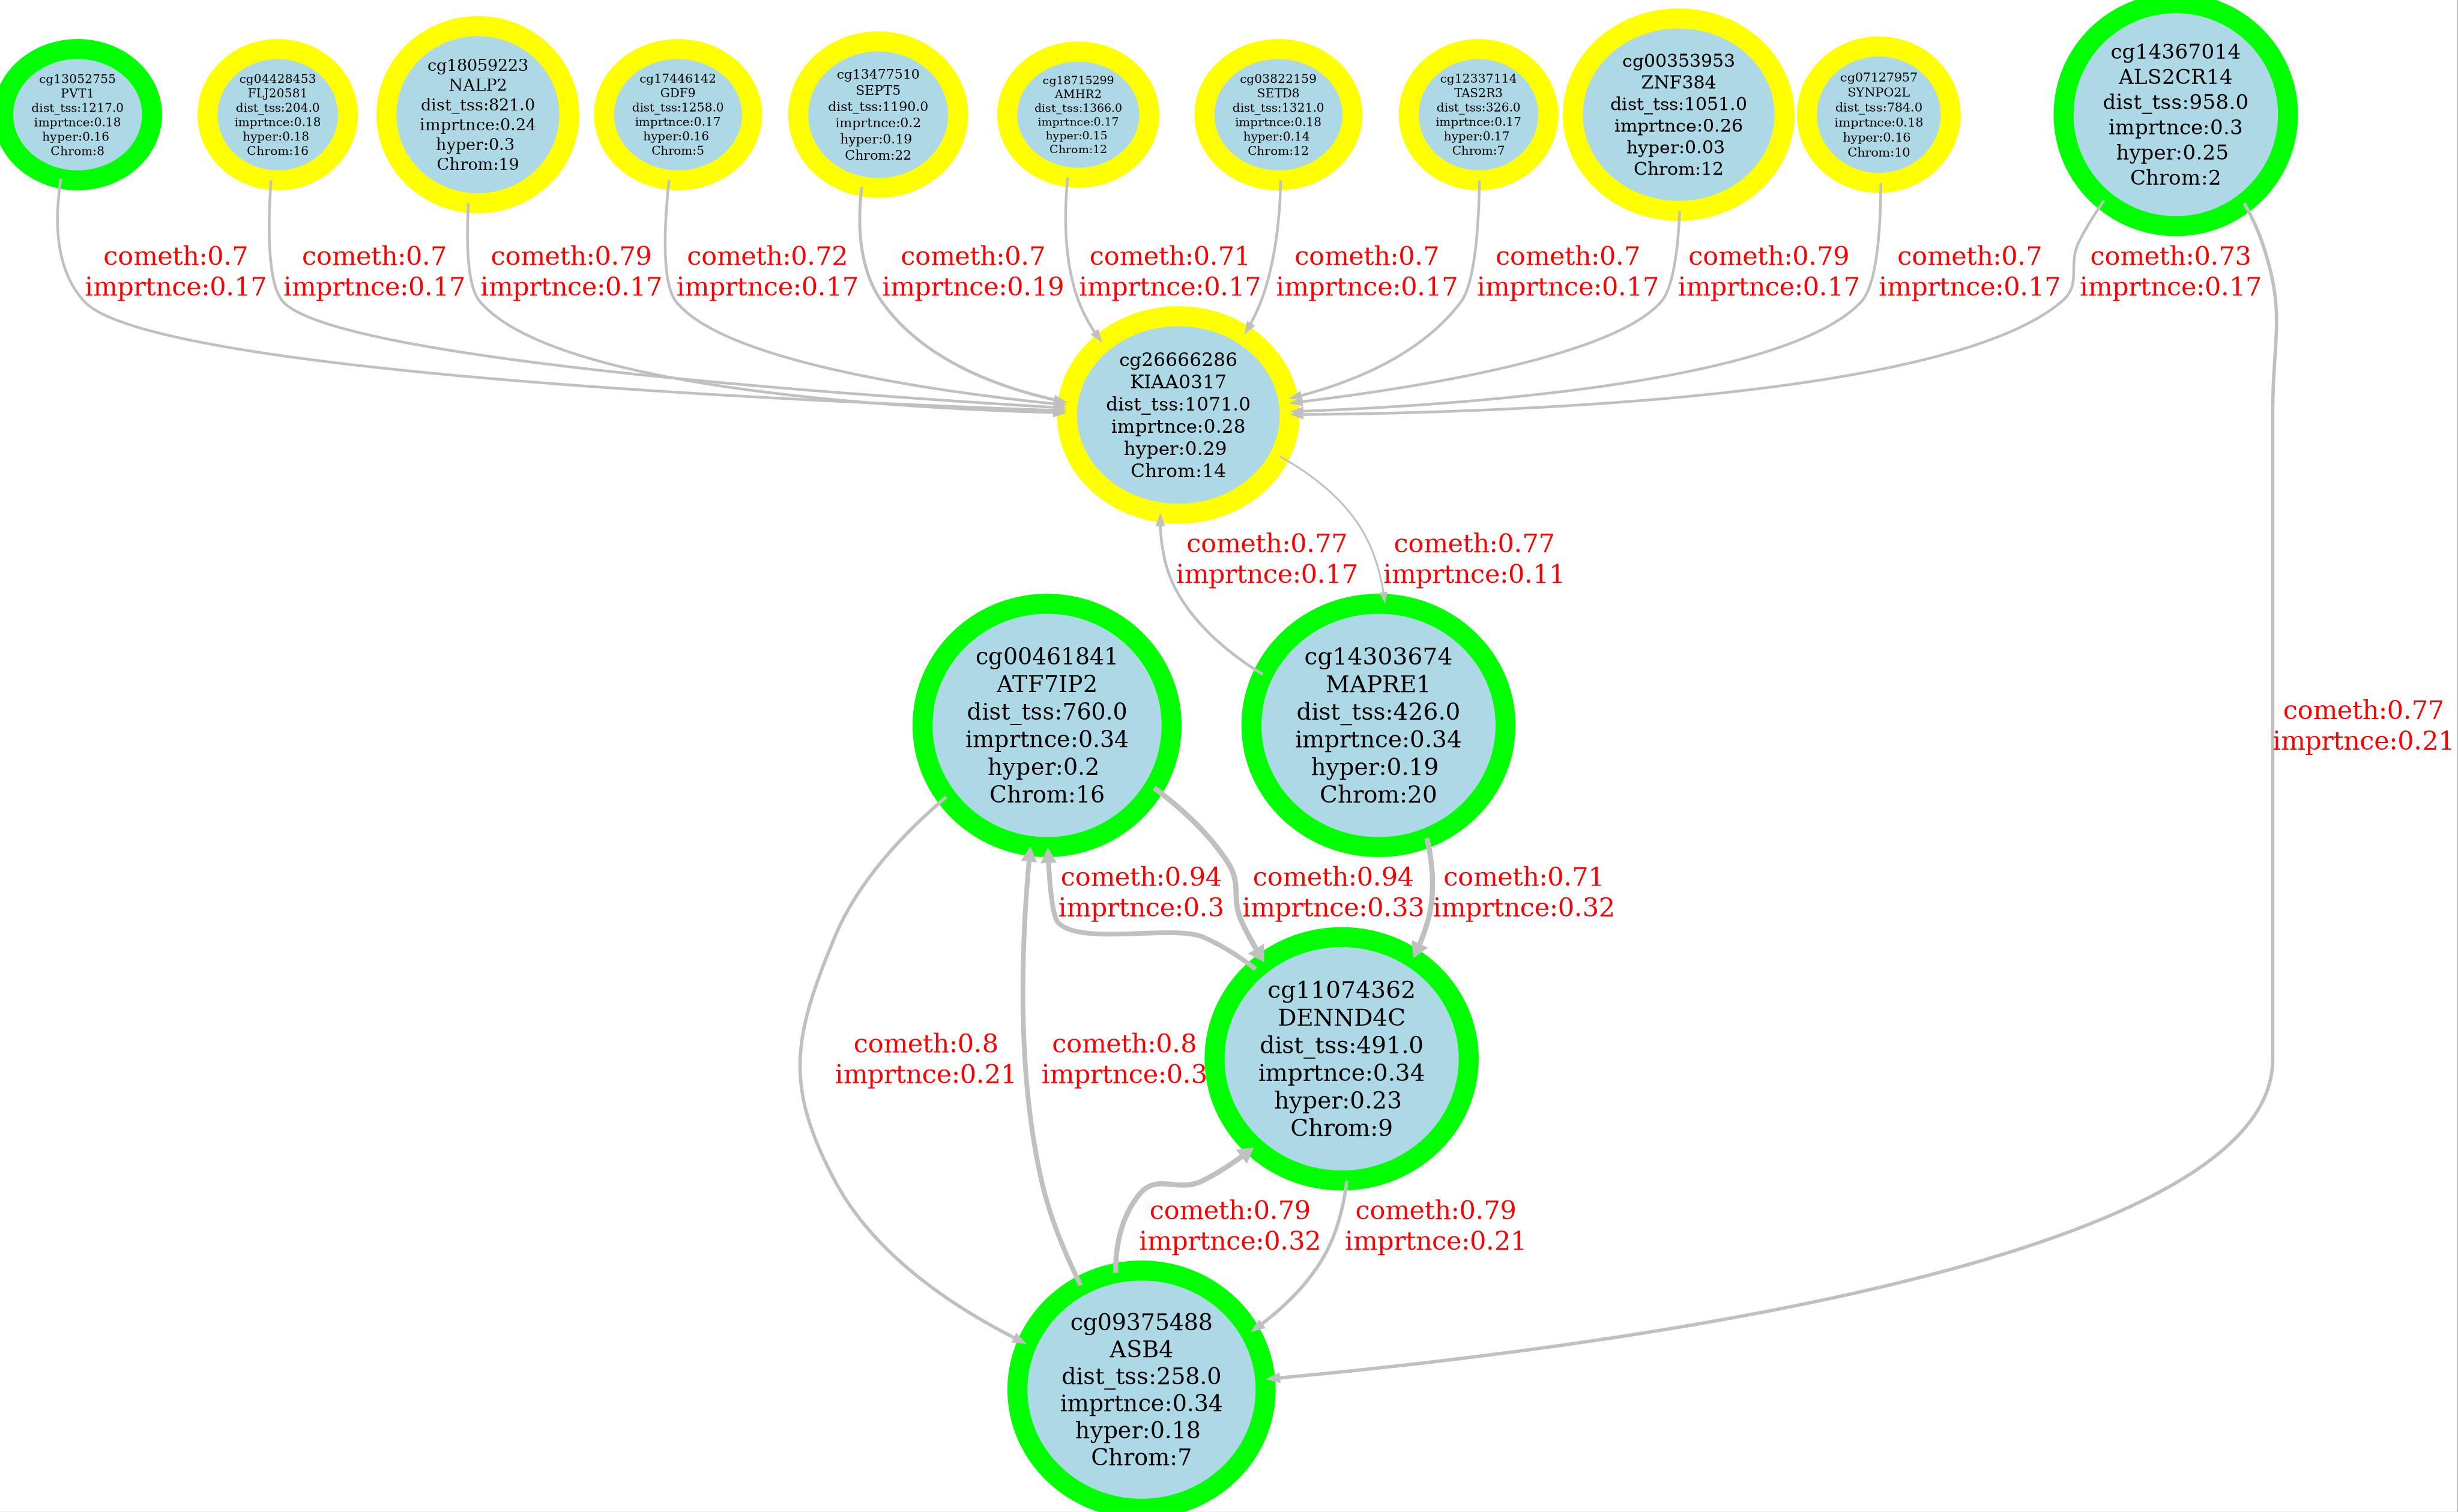 cg13052755
PVT1
dist_tss:1217.0
imprtnce:0.18
hyper:0.16
Chrom:8
cg04428453
FLJ20581
dist_tss:204.0
imprtnce:0.18
hyper:0.18
Chrom:16
cg18059223
NALP2
dist_tss:821.0
imprtnce:0.24
hyper:0.3
Chrom:19
cg17446142
GDF9
dist_tss:1258.0
imprtnce:0.17
hyper:0.16
Chrom:5
cg13477510
SEPT5
dist_tss:1190.0
imprtnce:0.2
hyper:0.19
Chrom:22
cg18715299
AMHR2
dist_tss:1366.0
imprtnce:0.17
hyper:0.15
Chrom:12
cg03822159
SETD8
dist_tss:1321.0
imprtnce:0.18
hyper:0.14
Chrom:12
cg12337114
TAS2R3
dist_tss:326.0
imprtnce:0.17
hyper:0.17
Chrom:7
cg00353953
ZNF384
dist_tss:1051.0
imprtnce:0.26
hyper:0.03
Chrom:12
cg07127957
SYNPO2L
dist_tss:784.0
imprtnce:0.18
hyper:0.16
Chrom:10
cg14367014
ALS2CR14
dist_tss:958.0
imprtnce:0.3
hyper:0.25
Chrom:2
cometh:0.7
imprtnce:0.17
cometh:0.7
imprtnce:0.17
cometh:0.79
imprtnce:0.17
cometh:0.72
imprtnce:0.17
cometh:0.7
imprtnce:0.19
cometh:0.71
imprtnce:0.17
cometh:0.7
imprtnce:0.17
cometh:0.7
imprtnce:0.17
cometh:0.79
imprtnce:0.17
cometh:0.7
imprtnce:0.17
cometh:0.73
imprtnce:0.17
cg26666286
KIAA0317
dist_tss:1071.0
imprtnce:0.28
hyper:0.29
Chrom:14
cometh:0.77
imprtnce:0.17
cometh:0.77
imprtnce:0.11
cg00461841
ATF7IP2
dist_tss:760.0
imprtnce:0.34
hyper:0.2
Chrom:16
cg14303674
MAPRE1
dist_tss:426.0
imprtnce:0.34
hyper:0.19
Chrom:20
cometh:0.77
imprtnce:0.21
cometh:0.94
imprtnce:0.3
cometh:0.94
imprtnce:0.33
cometh:0.71
imprtnce:0.32
cometh:0.8
imprtnce:0.21
cometh:0.8
imprtnce:0.3
cg11074362
DENND4C
dist_tss:491.0
imprtnce:0.34
hyper:0.23
Chrom:9
cometh:0.79
imprtnce:0.32
cometh:0.79
imprtnce:0.21
cg09375488
ASB4
dist_tss:258.0
imprtnce:0.34
hyper:0.18
Chrom:7